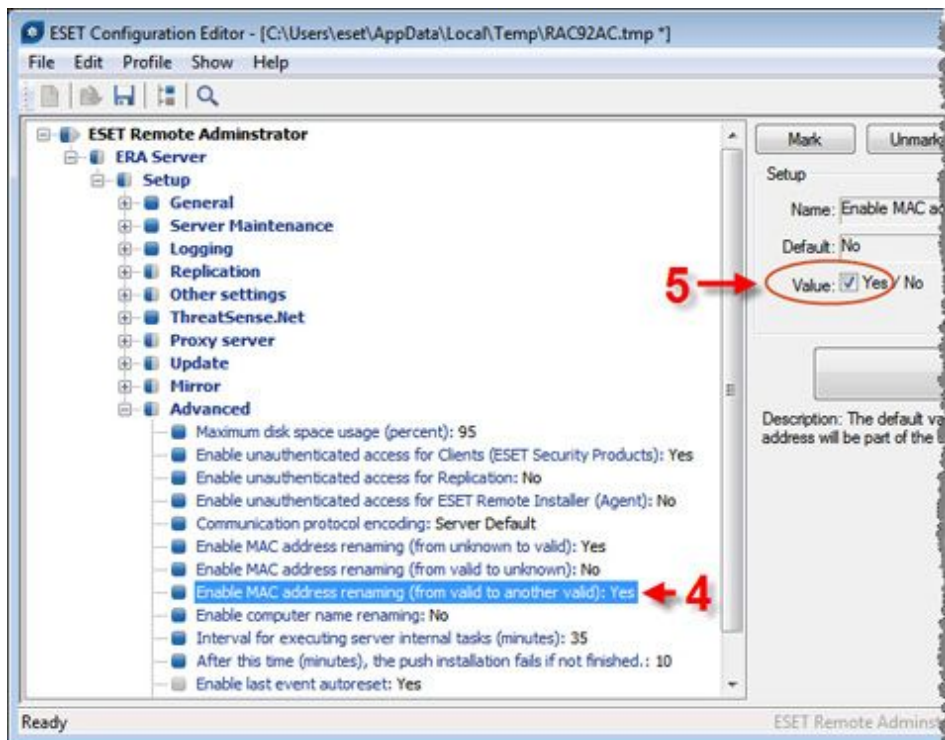 ESET Configuration Editor - [C:\Users\eset\AppData\Local\Temp\RAC92AC.tmp *]
File Edit Profile Show Help
ESET Remote Adminstrator
ERA Server
Setup
General
Server Maintenance
Logging
Replication
Other settings
ThreatSense.Net
Proxy server
Update
Mirror
Advanced
Maximum disk space usage (percent): 95
Enable unauthenticated access for Clients (ESET Security Products): Yes
Enable unauthenticated access for Replication: No
Enable unauthenticated access for ESET Remote Installer (Agent): No
Communication protocol encoding: Server Default
Enable MAC address renaming (from unknown to valid): Yes
Enable MAC address renaming (from valid to unknown): No
Enable MAC address renaming (from valid to another valid): Yes
4
Enable computer name renaming: No
Interval for executing server internal tasks (minutes): 35
After this time (minutes), the push installation fails if not finished.: 10
Enable last event autoreset: Yes
Mark Unmark
Setup
Name: Enable MAC
Default: No
5
Value: Yes / No
Description: The default
address will be part of the
Ready
ESET Remote